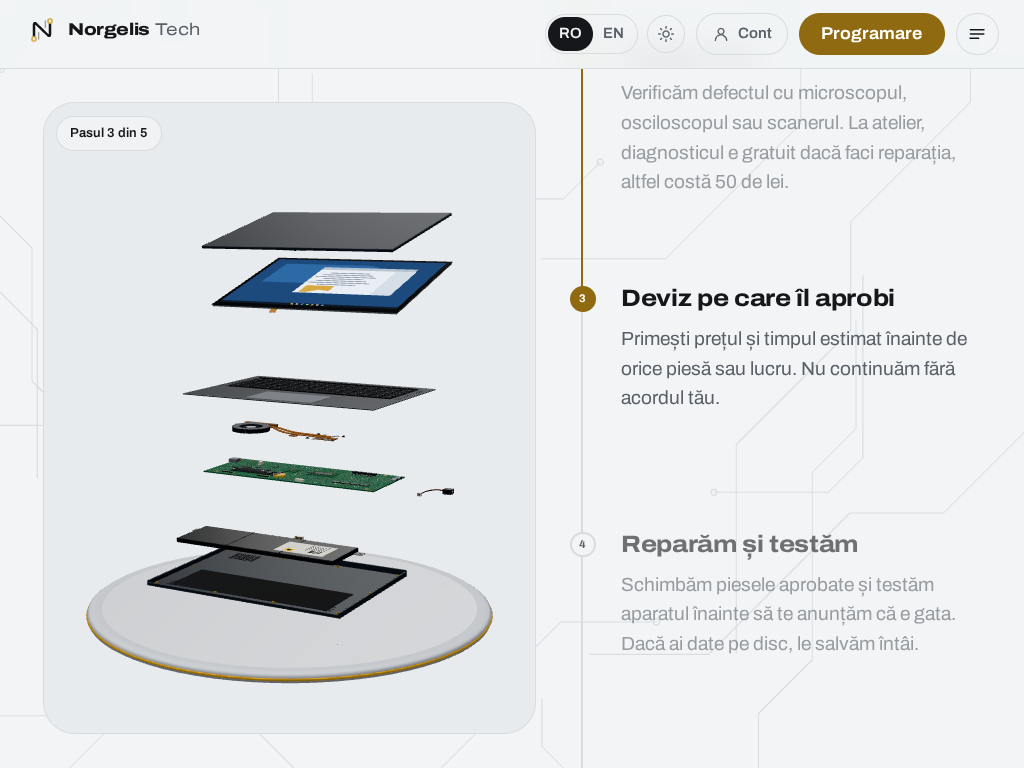 Norgelis Tech
RO
EN
Cont
Programare
Pasul 3 din 5
Verificăm defectul cu microscopul,
osciloscopul sau scanerul. La atelier,
diagnosticul e gratuit dacă faci reparația,
altfel costă 50 de lei.
3
Deviz pe care îl aprobi
Primești prețul și timpul estimat înainte de
orice piesă sau lucru. Nu continuăm fără
acordul tău.
4
Reparăm și testăm
Schimbăm piesele aprobate și testăm
aparatul înainte să te anunțăm că e gata.
Dacă ai date pe disc, le salvăm întâi.